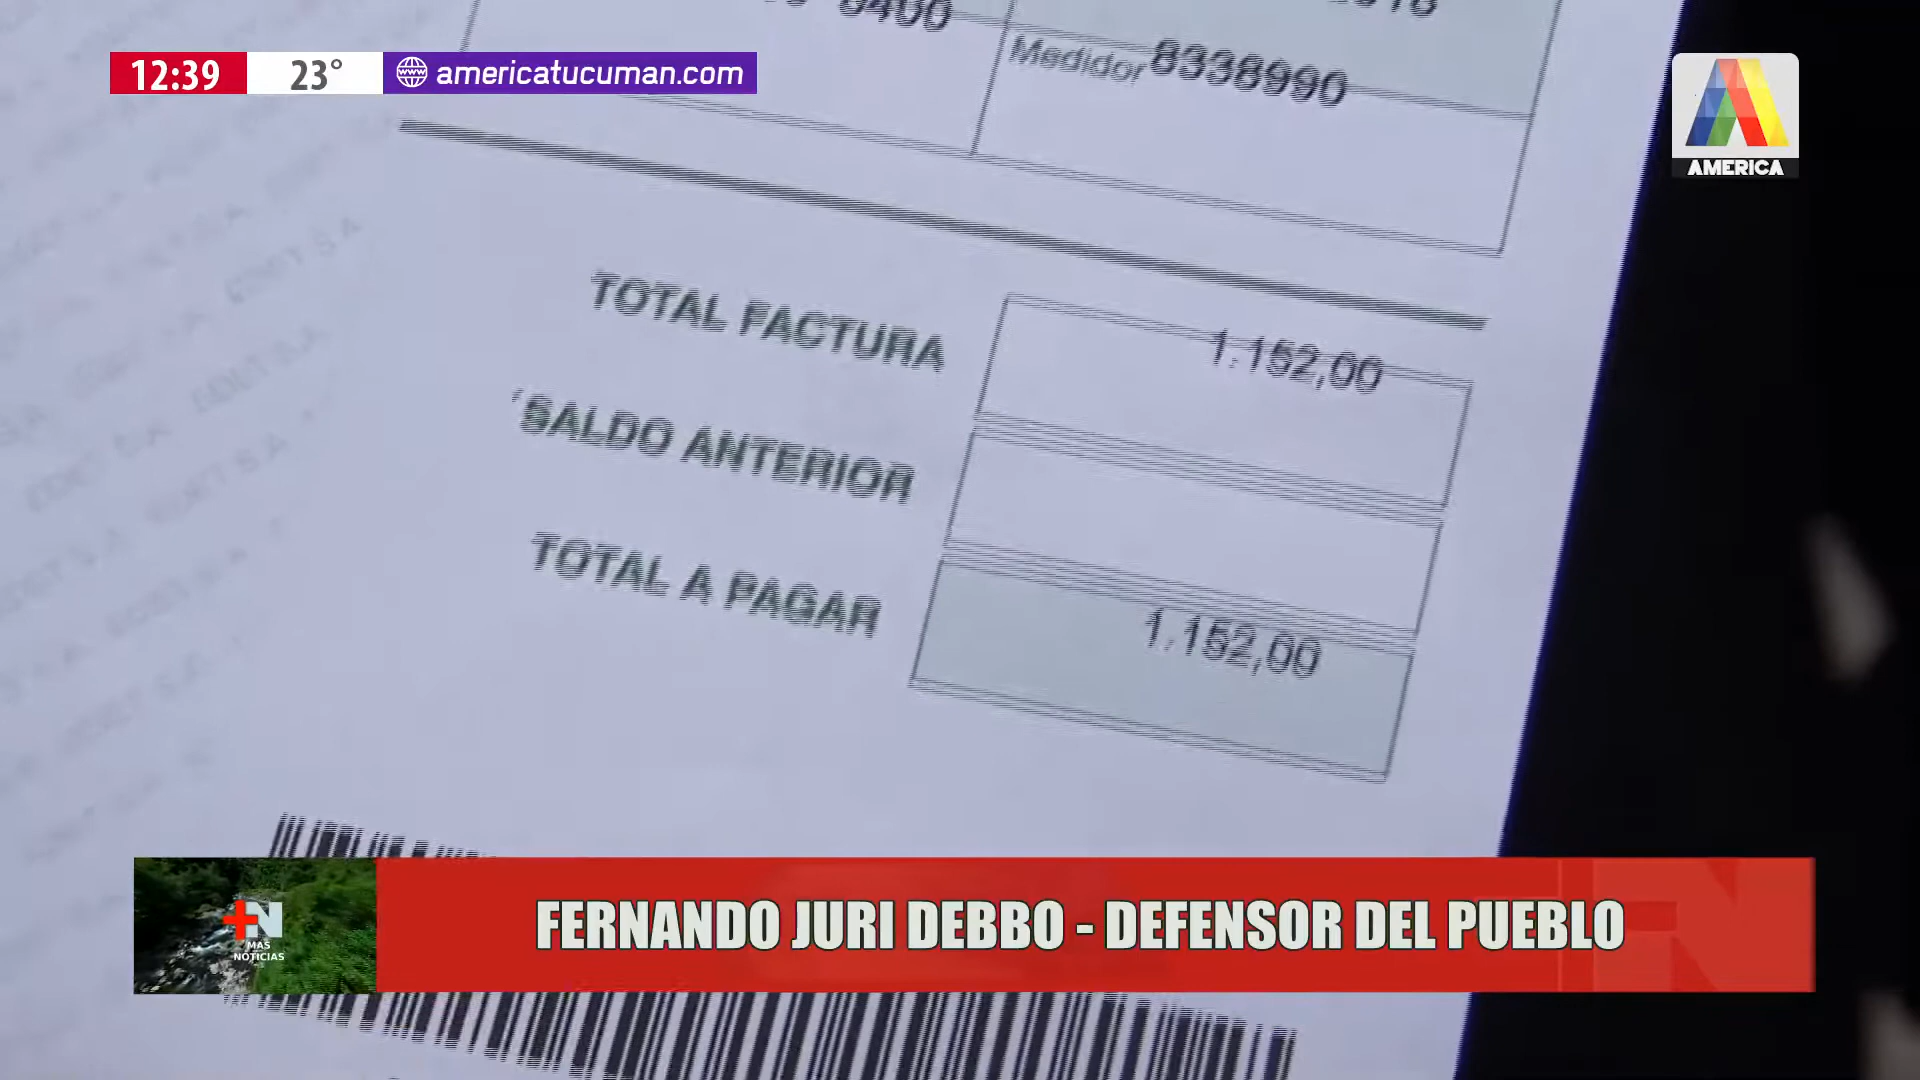 12:39 23° americatucuman.com
AMERICA
Medidor 8338990
TOTAL FACTURA 1.152,00
SALDO ANTERIOR
TOTAL A PAGAR 1.152,00
EDET S.A
+N
MAS
NOTICIAS
FERNANDO JURI DEBBO - DEFENSOR DEL PUEBLO